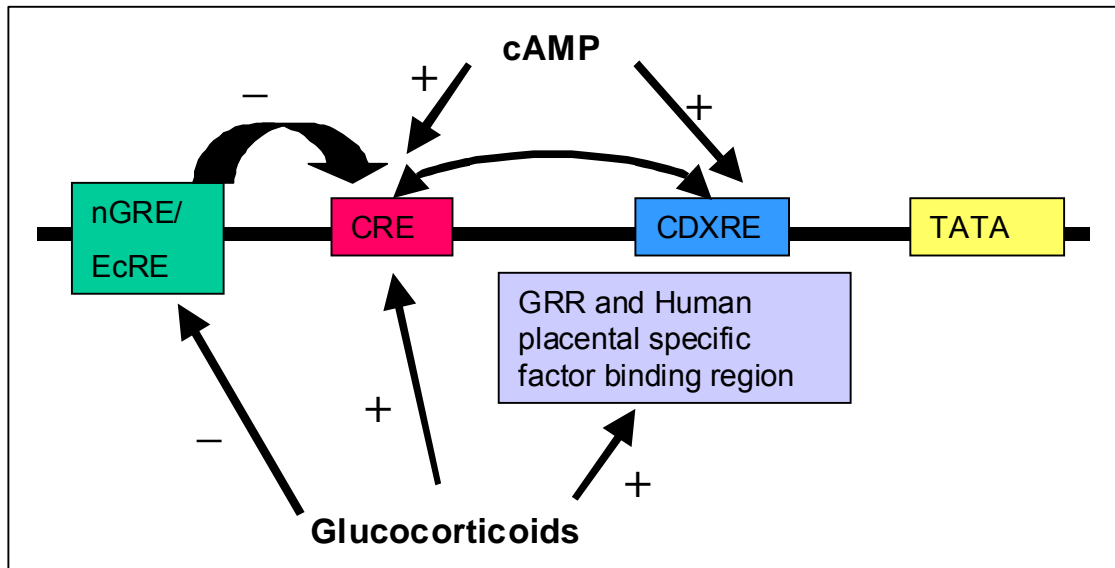 cAMP
+
+
−
nGRE/
EcRE
CRE
CDXRE
TATA
GRR and Human
placental specific
factor binding region
+
−
+
Glucocorticoids